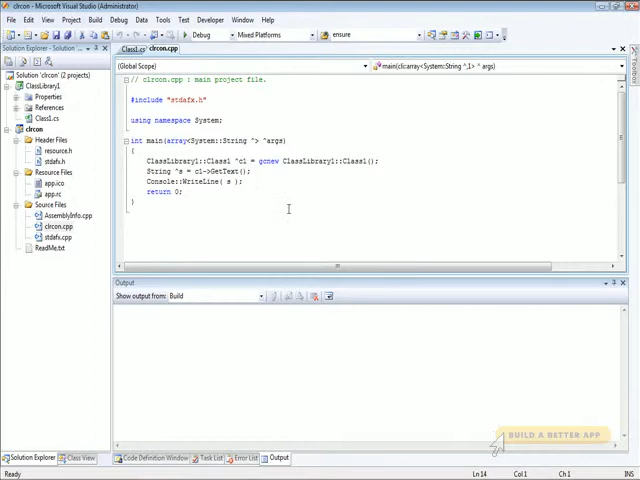 clrcon - Microsoft Visual Studio (Administrator)
File Edit View Project Build Debug Data Tools Test Analyze Developer Window Help
Debug Mixed Platforms ensure
Solution Explorer - Solution '...
Class1.cs clrcon.cpp
(Global Scope) main(cli::array<System::String ^,1> ^ args)
Solution 'clrcon' (2 projects)
ClassLibrary1
Properties
References
Class1.cs
clrcon
Header Files
resource.h
stdafx.h
Resource Files
app.ico
app.rc
Source Files
AssemblyInfo.cpp
clrcon.cpp
stdafx.cpp
ReadMe.txt
// clrcon.cpp : main project file.
#include "stdafx.h"
using namespace System;
int main(array<System::String ^> ^args)
{
ClassLibrary1::Class1 ^c1 = gcnew ClassLibrary1::Class1();
String ^s = c1->GetText();
Console::WriteLine( s );
return 0;
}
Toolbox
Output
Show output from: Build
BUILD A BETTER APP
Solution Explorer Class View
Code Definition Window Task List Error List Output
Ready Ln 14 Col 1 Ch 1 INS